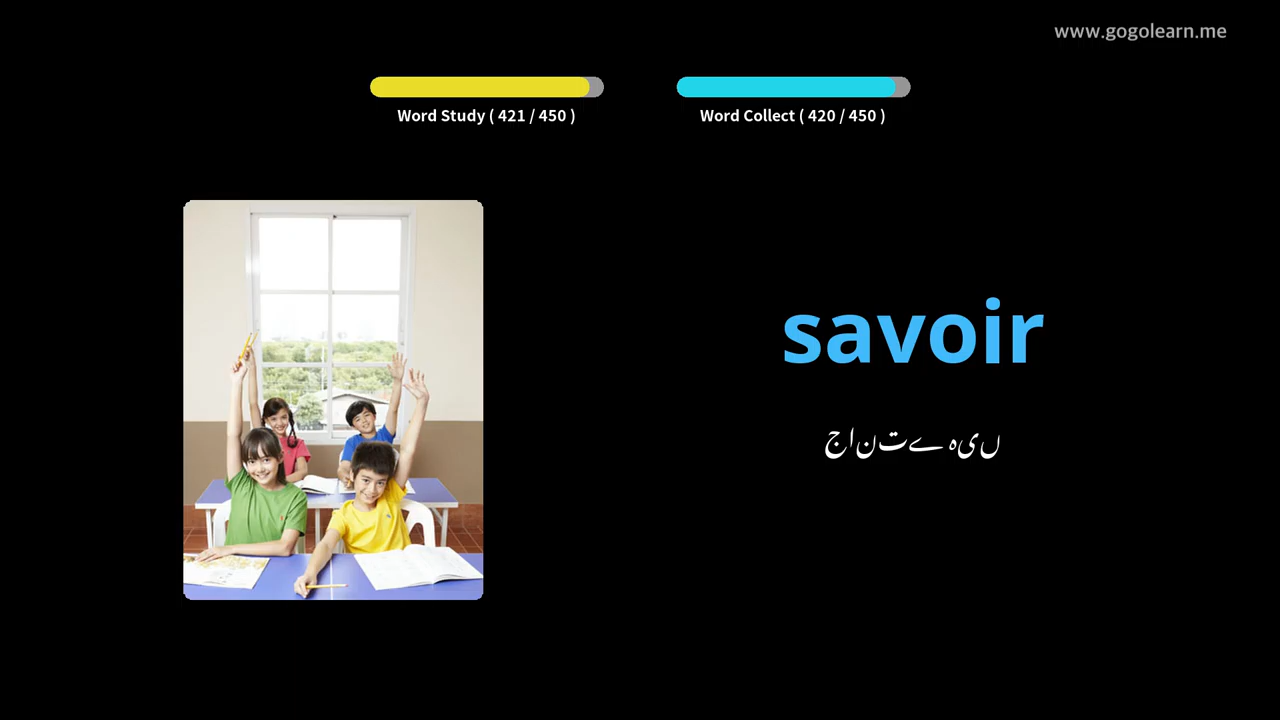 www.gogolearn.me
Word Study ( 421 / 450 )
Word Collect ( 420 / 450 )
savoir
جانتے ہیں